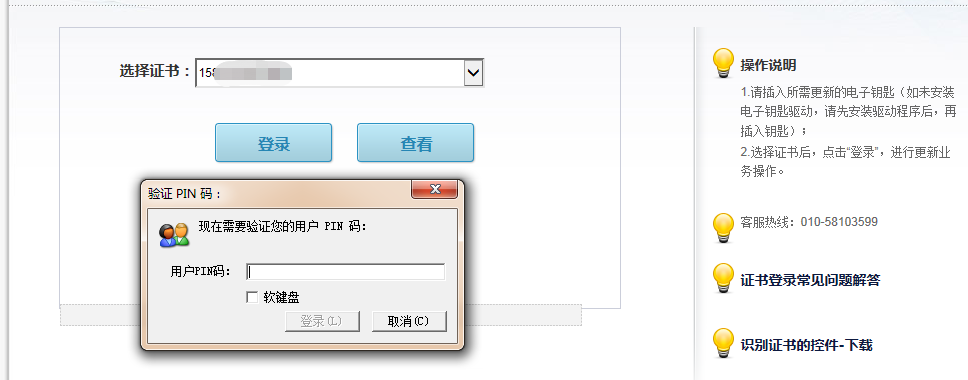 选择证书：
15
登录
查看
验证 PIN 码：
现在需要验证您的用户 PIN 码：
用户PIN码：
软键盘
登录(L)
取消(C)
操作说明
1.请插入所需更新的电子钥匙（如未安装
电子钥匙驱动，请先安装驱动程序后，再
插入钥匙）；
2.选择证书后，点击“登录”，进行更新业
务操作。
客服热线：010-58103599
证书登录常见问题解答
识别证书的控件-下载